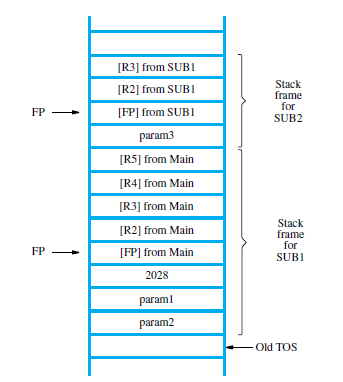 [R3] from SUB1
[R2] from SUB1
FP
[FP] from SUB1
param3
Stack
frame
for
SUB2
[R5] from Main
[R4] from Main
[R3] from Main
[R2] from Main
FP
[FP] from Main
2028
param1
param2
Stack
frame
for
SUB1
Old TOS